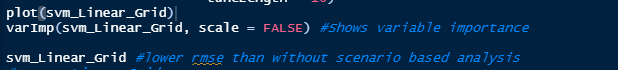 plot(svm_Linear_Grid)
varImp(svm_Linear_Grid, scale = FALSE) #shows variable importance
svm_Linear_Grid #lower rmse than without scenario based analysis